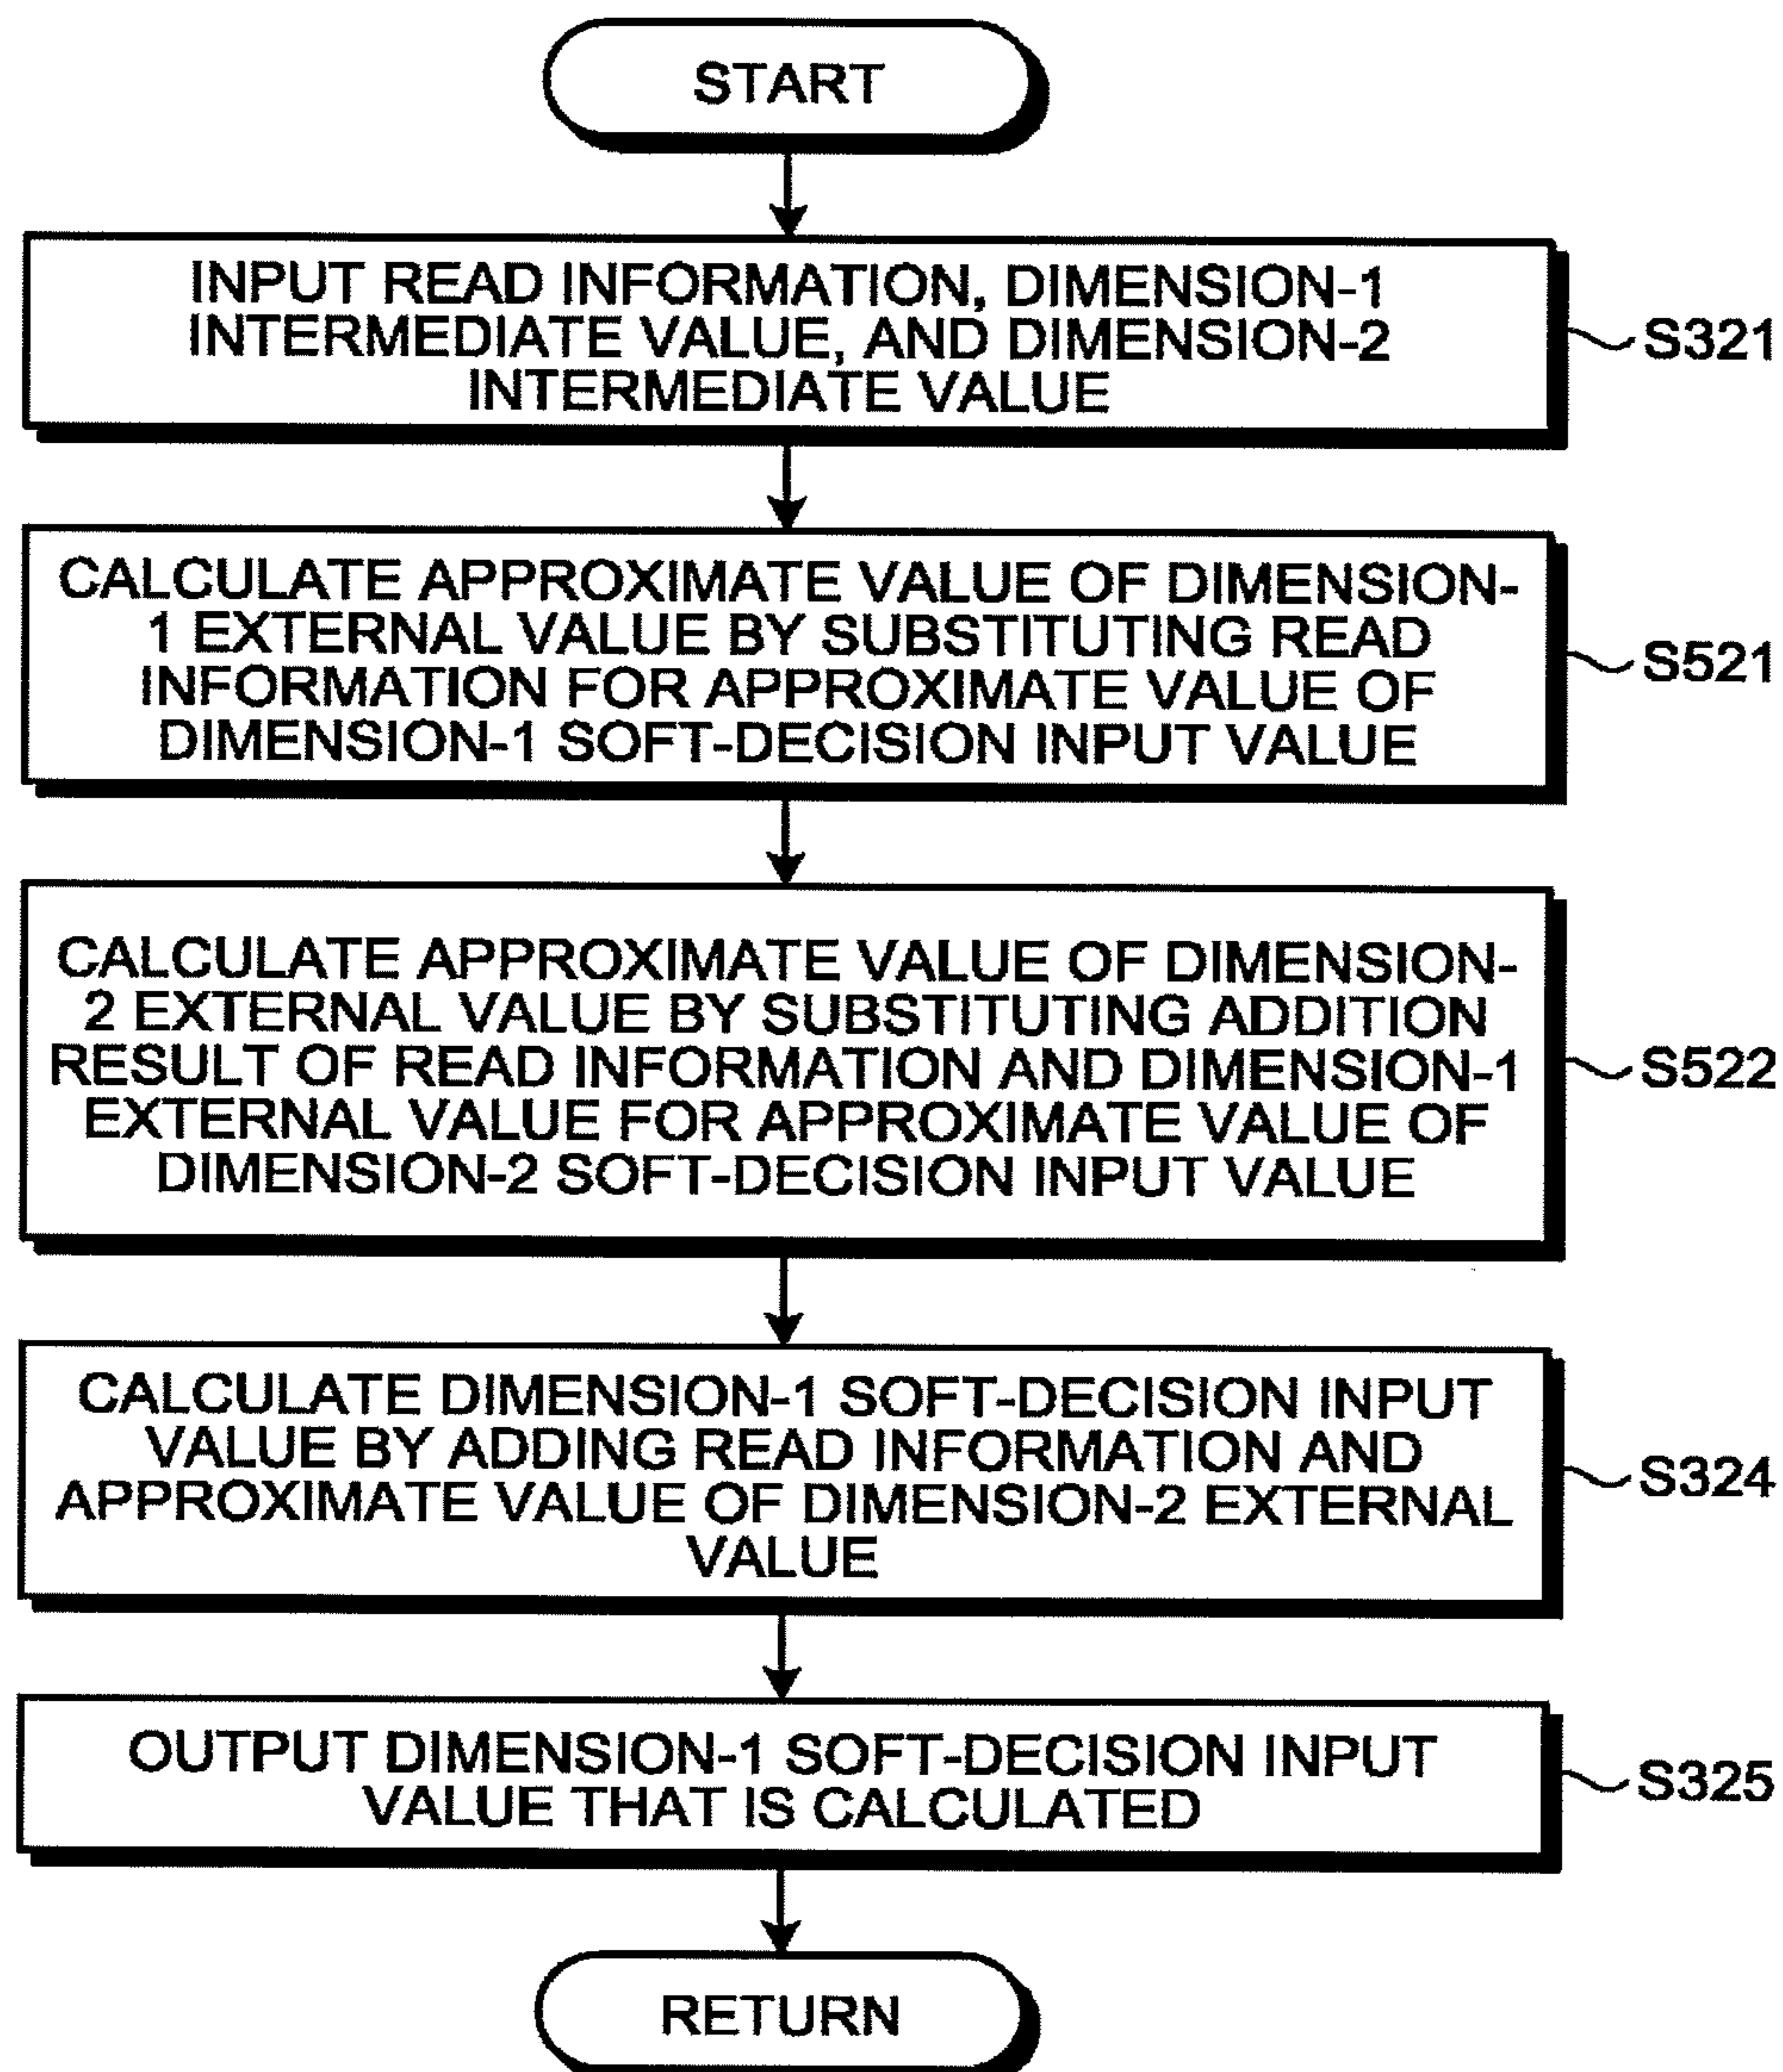 START
INPUT READ INFORMATION, DIMENSION-1
INTERMEDIATE VALUE, AND DIMENSION-2
INTERMEDIATE VALUE
S321
CALCULATE APPROXIMATE VALUE OF DIMENSION-
1 EXTERNAL VALUE BY SUBSTITUTING READ
INFORMATION FOR APPROXIMATE VALUE OF
DIMENSION-1 SOFT-DECISION INPUT VALUE
S521
CALCULATE APPROXIMATE VALUE OF DIMENSION-
2 EXTERNAL VALUE BY SUBSTITUTING ADDITION
RESULT OF READ INFORMATION AND DIMENSION-1
EXTERNAL VALUE FOR APPROXIMATE VALUE OF
DIMENSION-2 SOFT-DECISION INPUT VALUE
S522
CALCULATE DIMENSION-1 SOFT-DECISION INPUT
VALUE BY ADDING READ INFORMATION AND
APPROXIMATE VALUE OF DIMENSION-2 EXTERNAL
VALUE
S324
OUTPUT DIMENSION-1 SOFT-DECISION INPUT
VALUE THAT IS CALCULATED
S325
RETURN